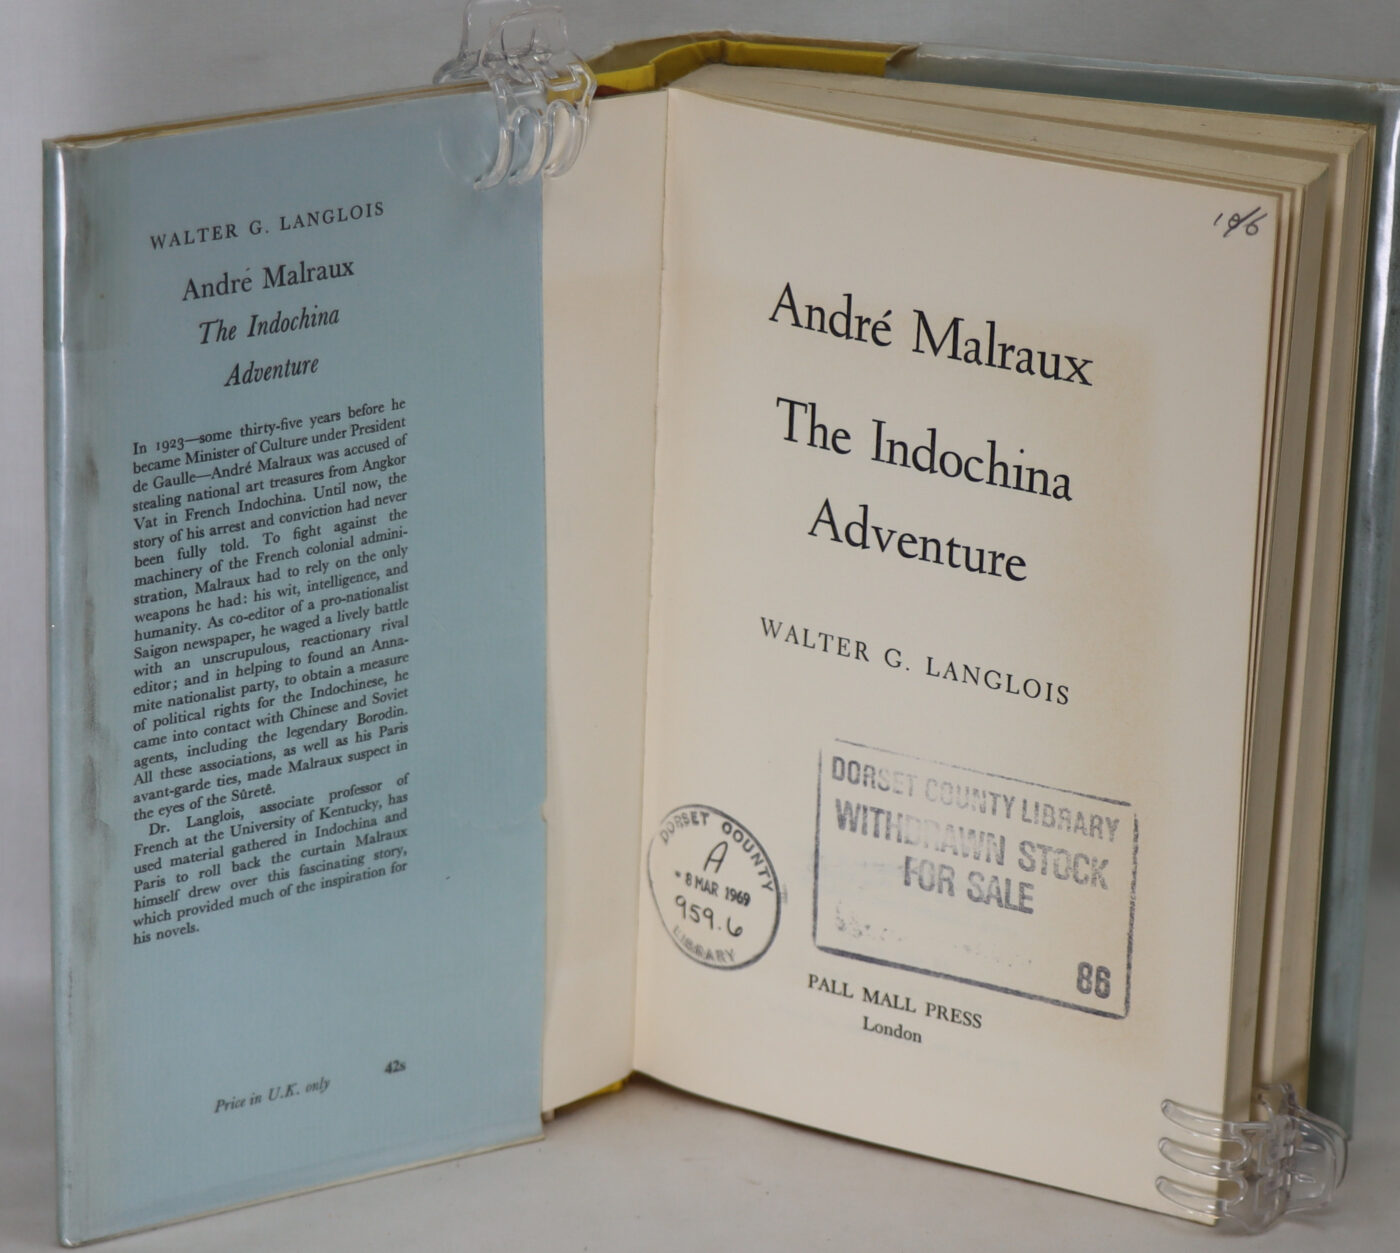 WALTER G. LANGLOIS
André Malraux
The Indochina
Adventure
In 1923—some thirty-five years before he
became Minister of Culture under President
de Gaulle—André Malraux was accused of
stealing national art treasures from Angkor
Vat in French Indochina. Until now, the
story of his arrest and conviction had never
been fully told. To fight against the
machinery of the French colonial admini-
stration, Malraux had to rely on the only
weapons he had: his wit, intelligence, and
humanity. As co-editor of a pro-nationalist
Saigon newspaper, he waged a lively battle
with an unscrupulous, reactionary rival
editor; and in helping to found an Anna-
mite nationalist party, to obtain a measure
of political rights for the Indochinese, he
came into contact with Chinese and Soviet
agents, including the legendary Borodin.
All these associations, as well as his Paris
avant-garde ties, made Malraux suspect in
the eyes of the Sûretê.
Dr. Langlois, associate professor of
French at the University of Kentucky, has
used material gathered in Indochina and
Paris to roll back the curtain Malraux
himself drew over this fascinating story,
which provided much of the inspiration for
his novels.
Price in U.K. only 42s
André Malraux
The Indochina
Adventure
WALTER G. LANGLOIS
DORSET COUNTY
A
- 8 MAR 1969
959.6
LIBRARY
DORSET COUNTY LIBRARY
WITHDRAWN STOCK
FOR SALE
86
PALL MALL PRESS
London